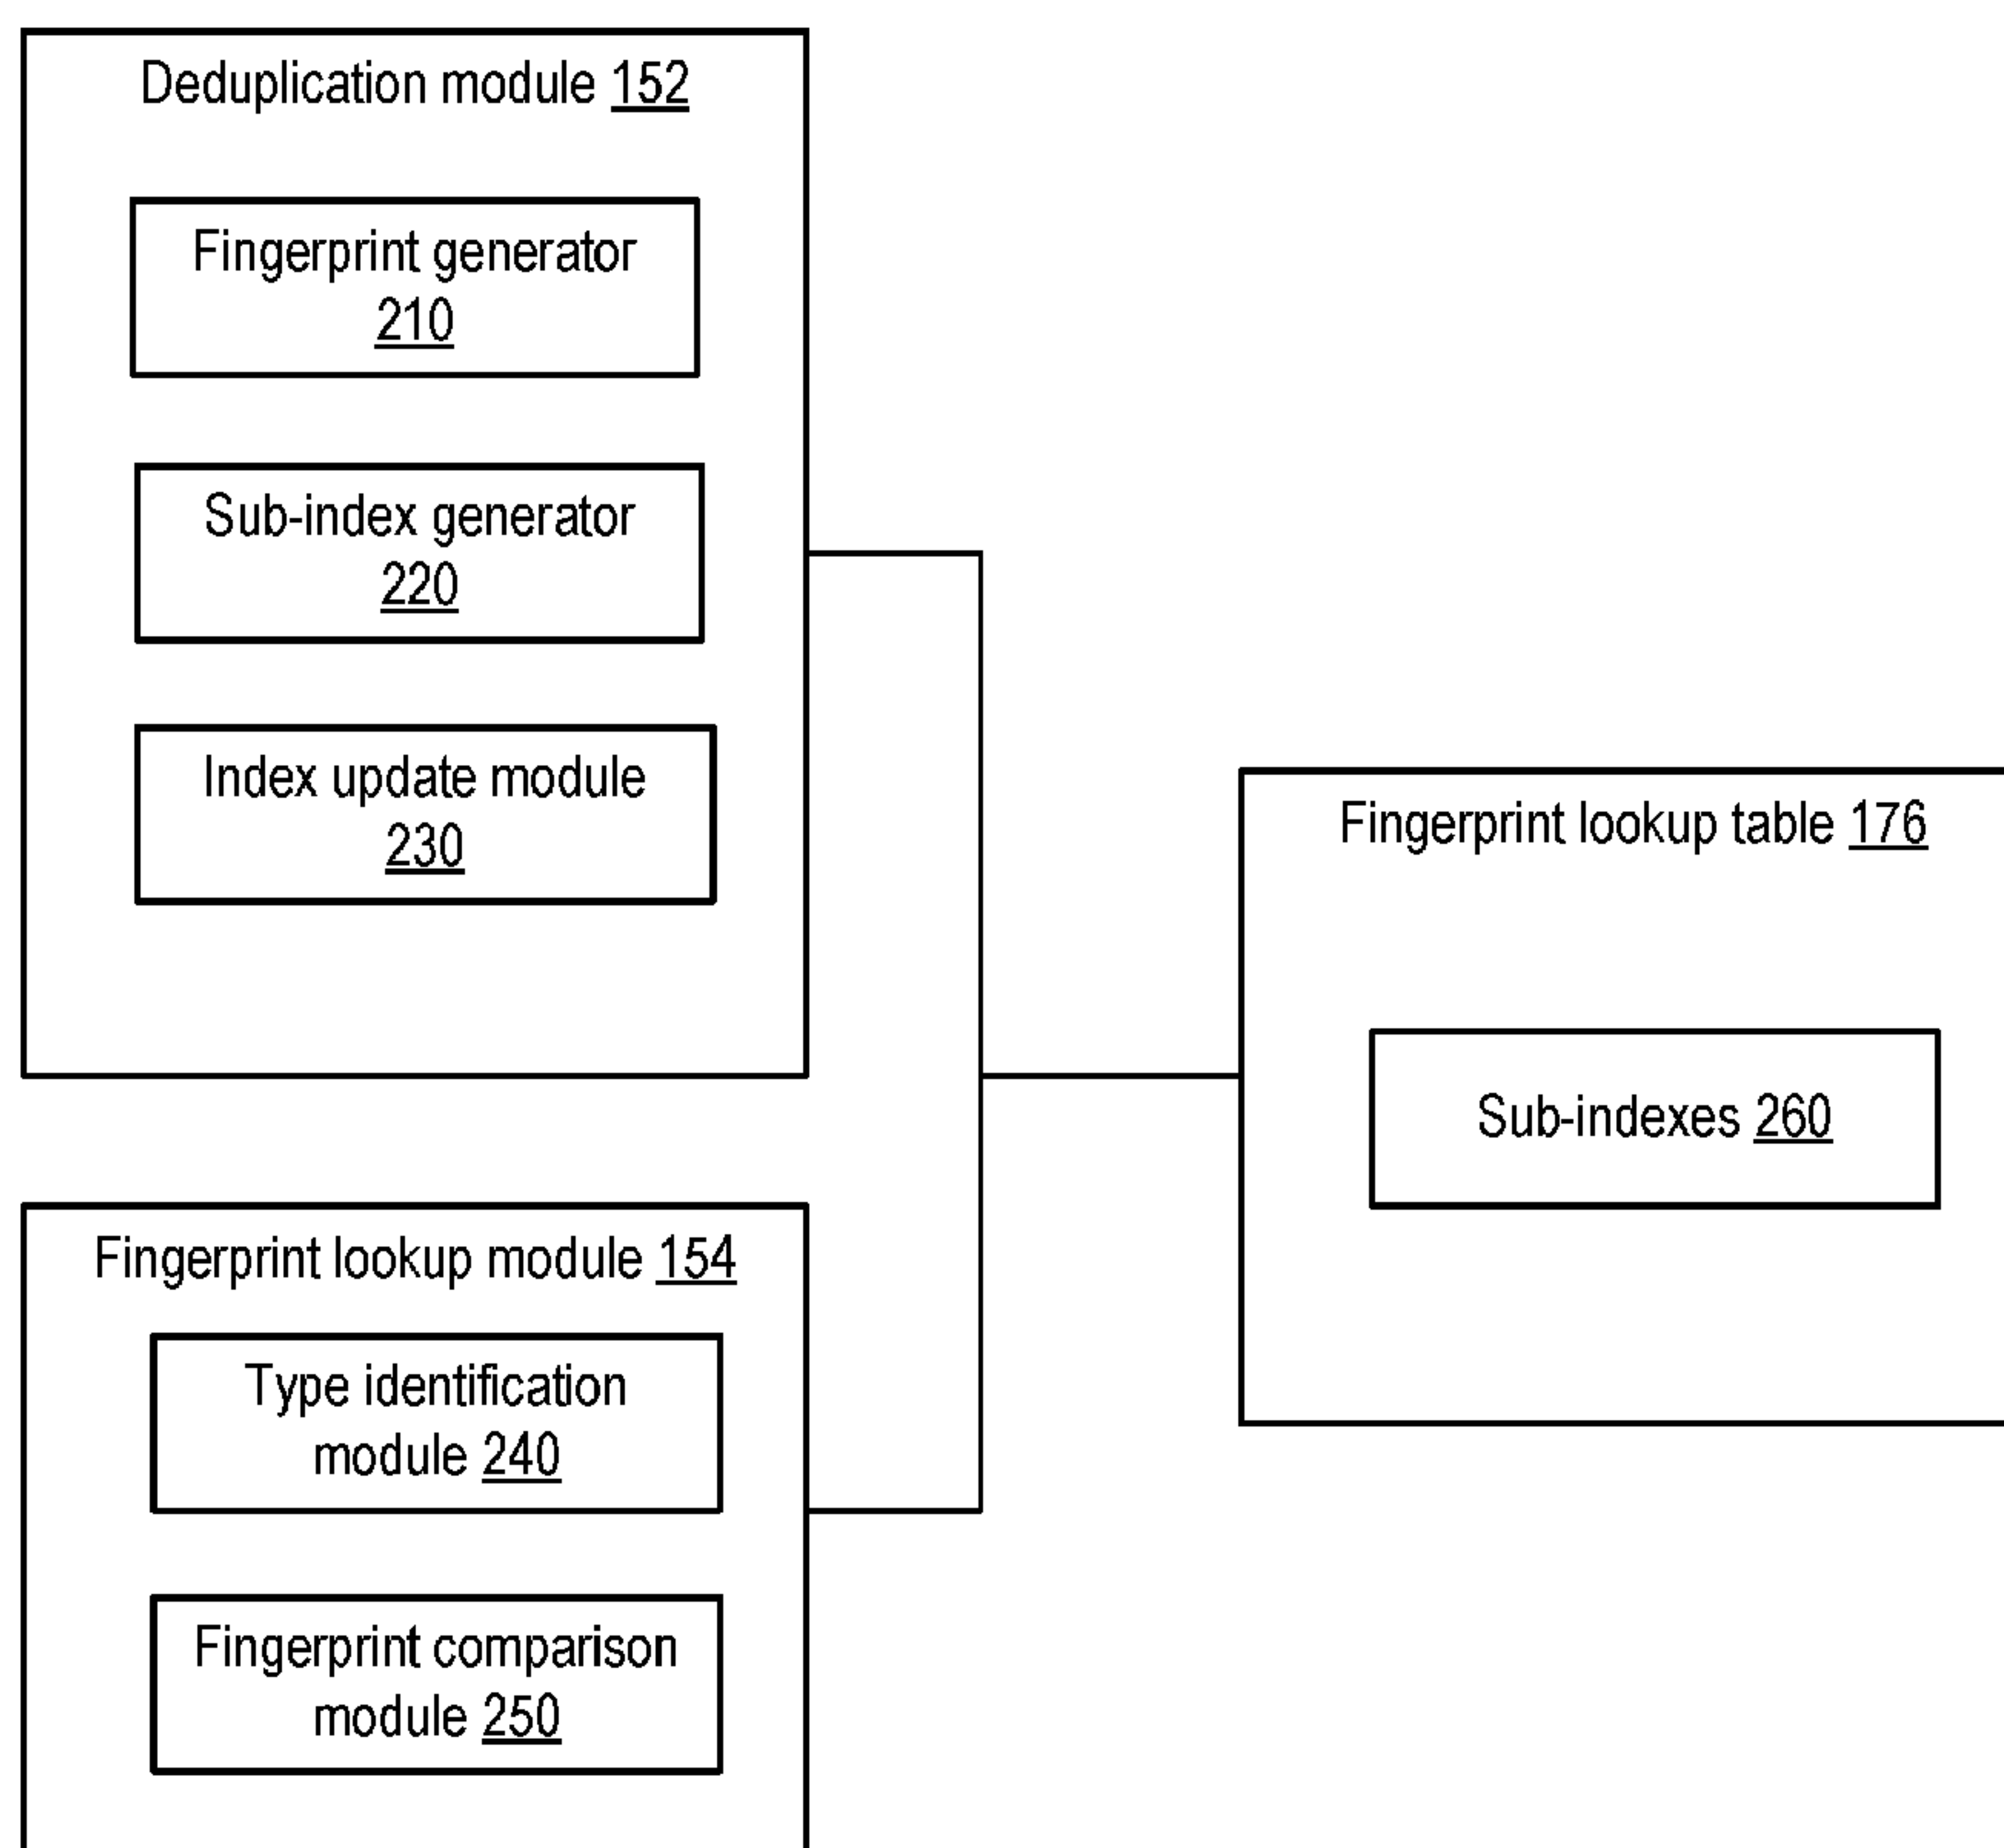 Deduplication module 152
Fingerprint generator
210
Sub-index generator
220
Index update module
230
Fingerprint lookup table 176
Sub-indexes 260
Fingerprint lookup module 154
Type identification
module 240
Fingerprint comparison
module 250